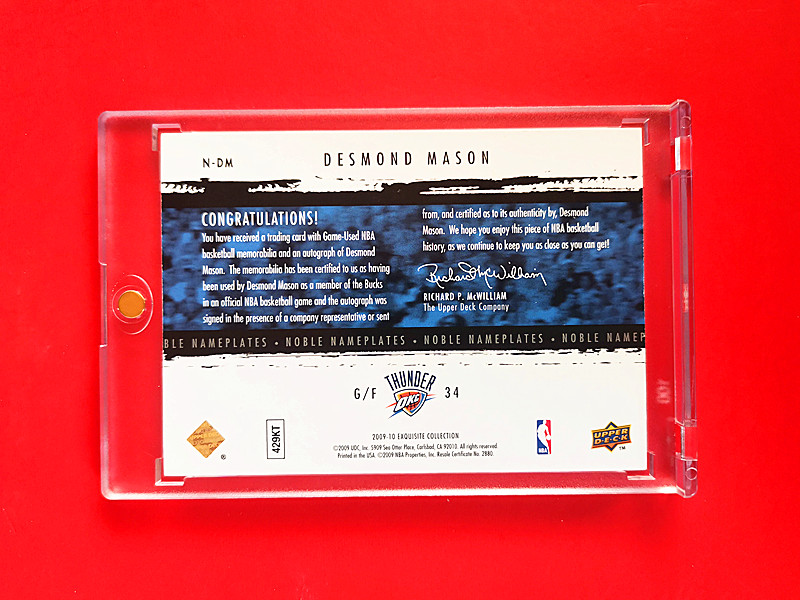 N-DM
DESMOND MASON
CONGRATULATIONS!
You have received a trading card with Game-Used NBA
basketball memorabilia and an autograph of Desmond
Mason. The memorabilia has been certified to us as having
been used by Desmond Mason as a member of the Bucks
in an official NBA basketball game and the autograph was
signed in the presence of a company representative or sent
from, and certified as to its authenticity by, Desmond
Mason. We hope you enjoy this piece of NBA basketball
history, as we continue to keep you as close as you can get!
Richard P. McWilliam
RICHARD P. McWILLIAM
The Upper Deck Company
BLE NAMEPLATES • NOBLE NAMEPLATES • NOBLE NAMEPLATES • NOBLE NAMEP
G/F
THUNDER
OKC
34
429KT
®
2009-10 EXQUISITE COLLECTION
©2009 UDC, Inc. 5909 Sea Otter Place, Carlsbad, CA 92010. All rights reserved.
Printed in the USA. ©2009 NBA Properties, Inc. Resale Certificate No. 2880.
NBA
UPPER
DECK
TM
100